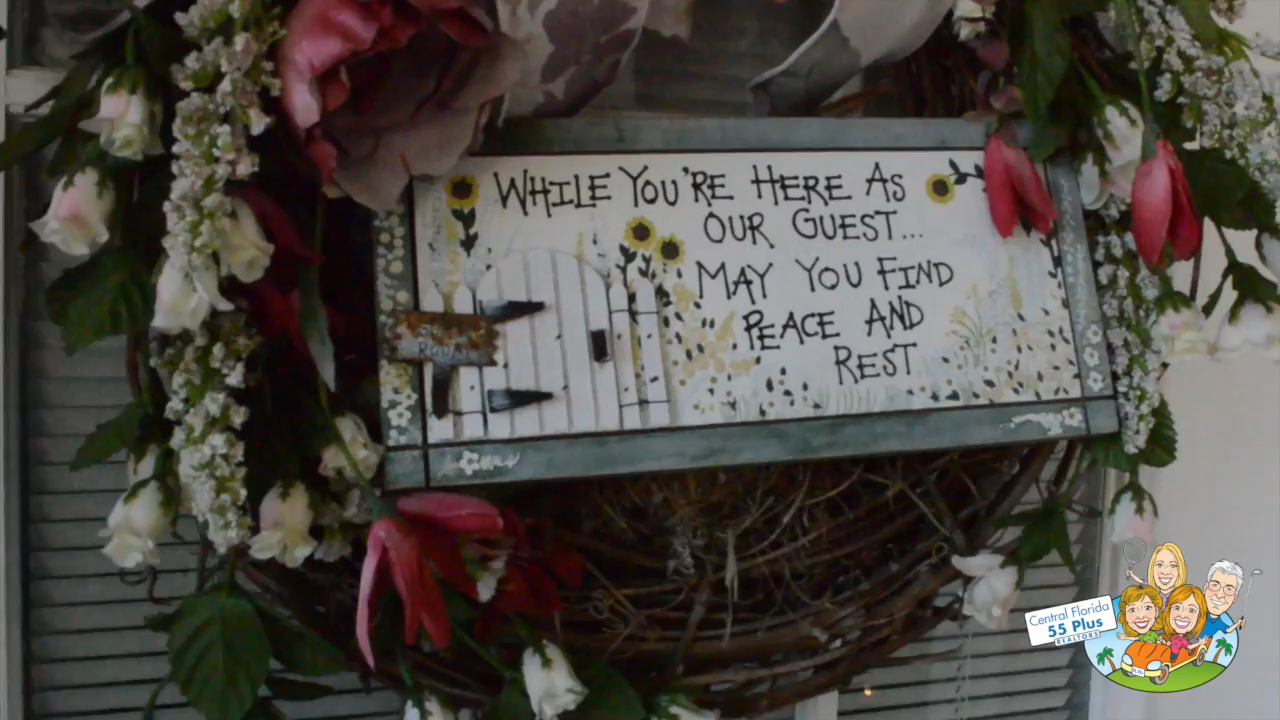 WHILE YOU'RE HERE AS
OUR GUEST...
MAY YOU FIND
PEACE AND
REST
Central Florida
55 Plus
REALTORS